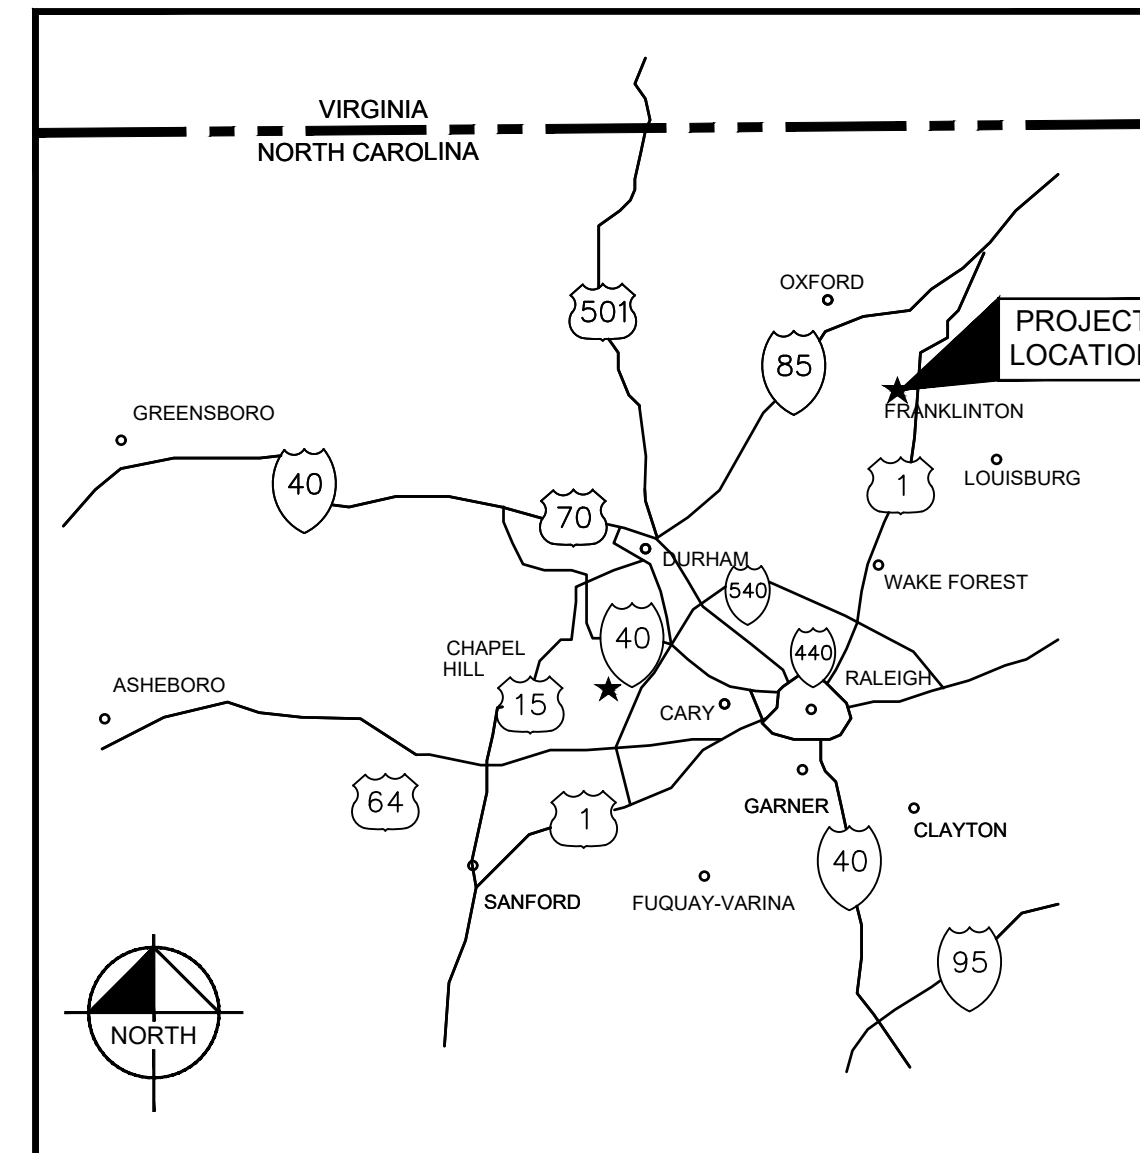 VIRGINIA
NORTH CAROLINA
OXFORD
501
PROJECT
LOCATION
85
GREENSBORO
FRANKLINTON
40
LOUISBURG
1
70
DURHAM
WAKE FOREST
540
40
CHAPEL
HILL
440
ASHEBORO
RALEIGH
15
CARY
64
1
GARNER
CLAYTON
40
SANFORD
FUQUAY-VARINA
95
NORTH